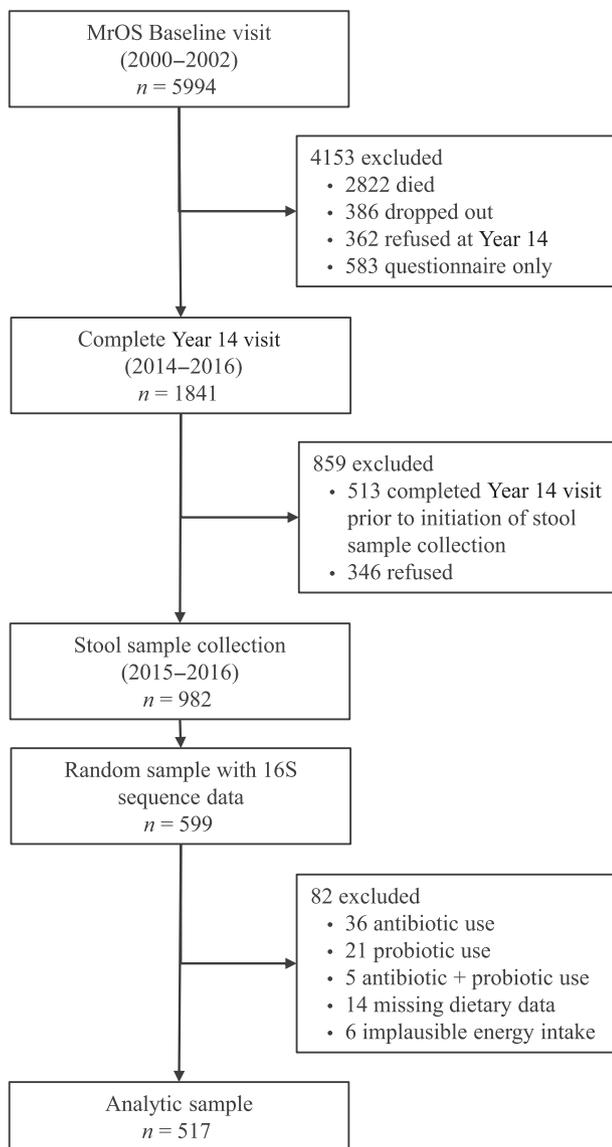 MrOS Baseline visit
(2000–2002)
n = 5994
4153 excluded
• 2822 died
• 386 dropped out
• 362 refused at Year 14
• 583 questionnaire only
Complete Year 14 visit
(2014–2016)
n = 1841
859 excluded
• 513 completed Year 14 visit
prior to initiation of stool
sample collection
• 346 refused
Stool sample collection
(2015–2016)
n = 982
Random sample with 16S
sequence data
n = 599
82 excluded
• 36 antibiotic use
• 21 probiotic use
• 5 antibiotic + probiotic use
• 14 missing dietary data
• 6 implausible energy intake
Analytic sample
n = 517